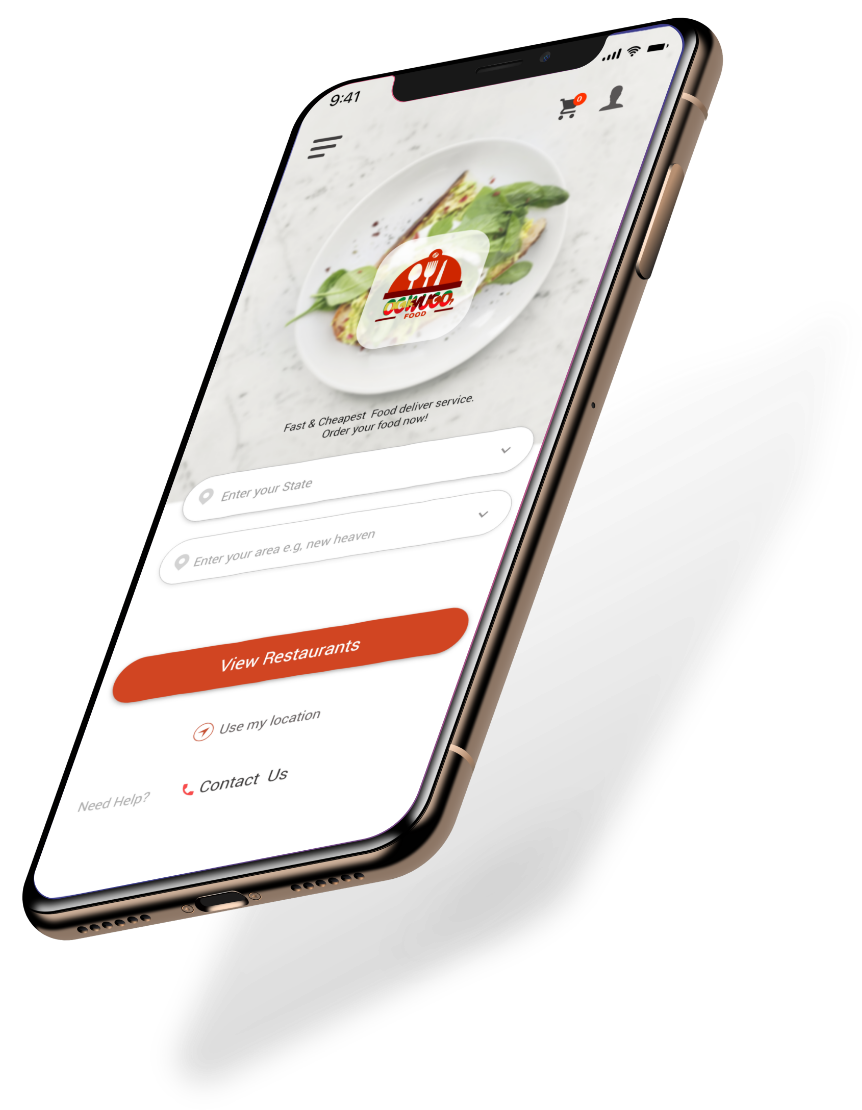 9:41
0
FOOD
Fast & Cheapest Food deliver service.
Order your food now!
Enter your State
Enter your area e.g, new heaven
View Restaurants
Use my location
Need Help?
Contact Us